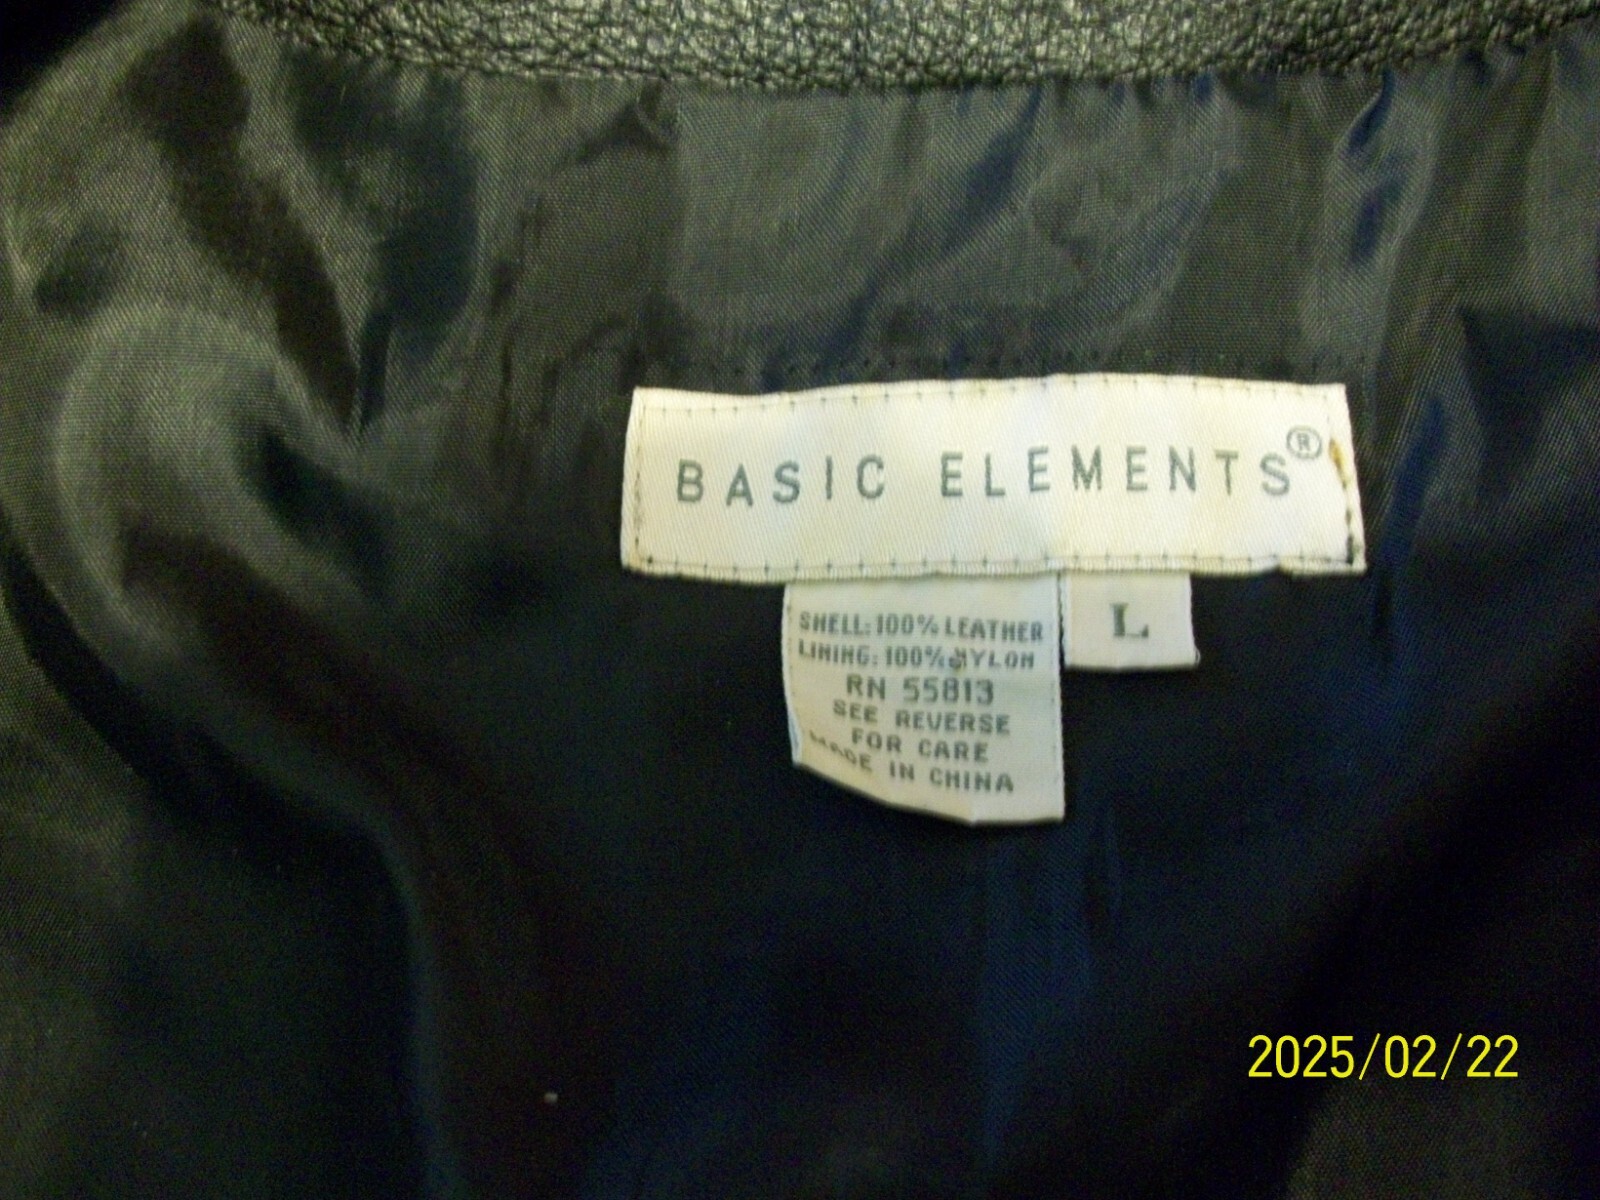 BASIC ELEMENTS®
L
SHELL: 100% LEATHER
LINING: 100% NYLON
RN 55813
SEE REVERSE
FOR CARE
MADE IN CHINA
2025/02/22